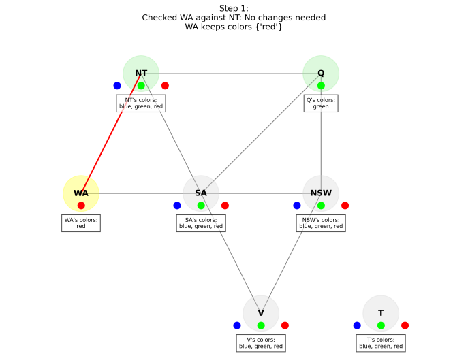 Step 1:
Checked WA against NT: No changes needed
WA keeps colors {'red'}
NT
Q
NT's colors:
blue, green, red
Q's colors:
green
WA
SA
NSW
WA's colors:
red
SA's colors:
blue, green, red
NSW's colors:
blue, green, red
V
T
V's colors:
blue, green, red
T's colors:
blue, green, red